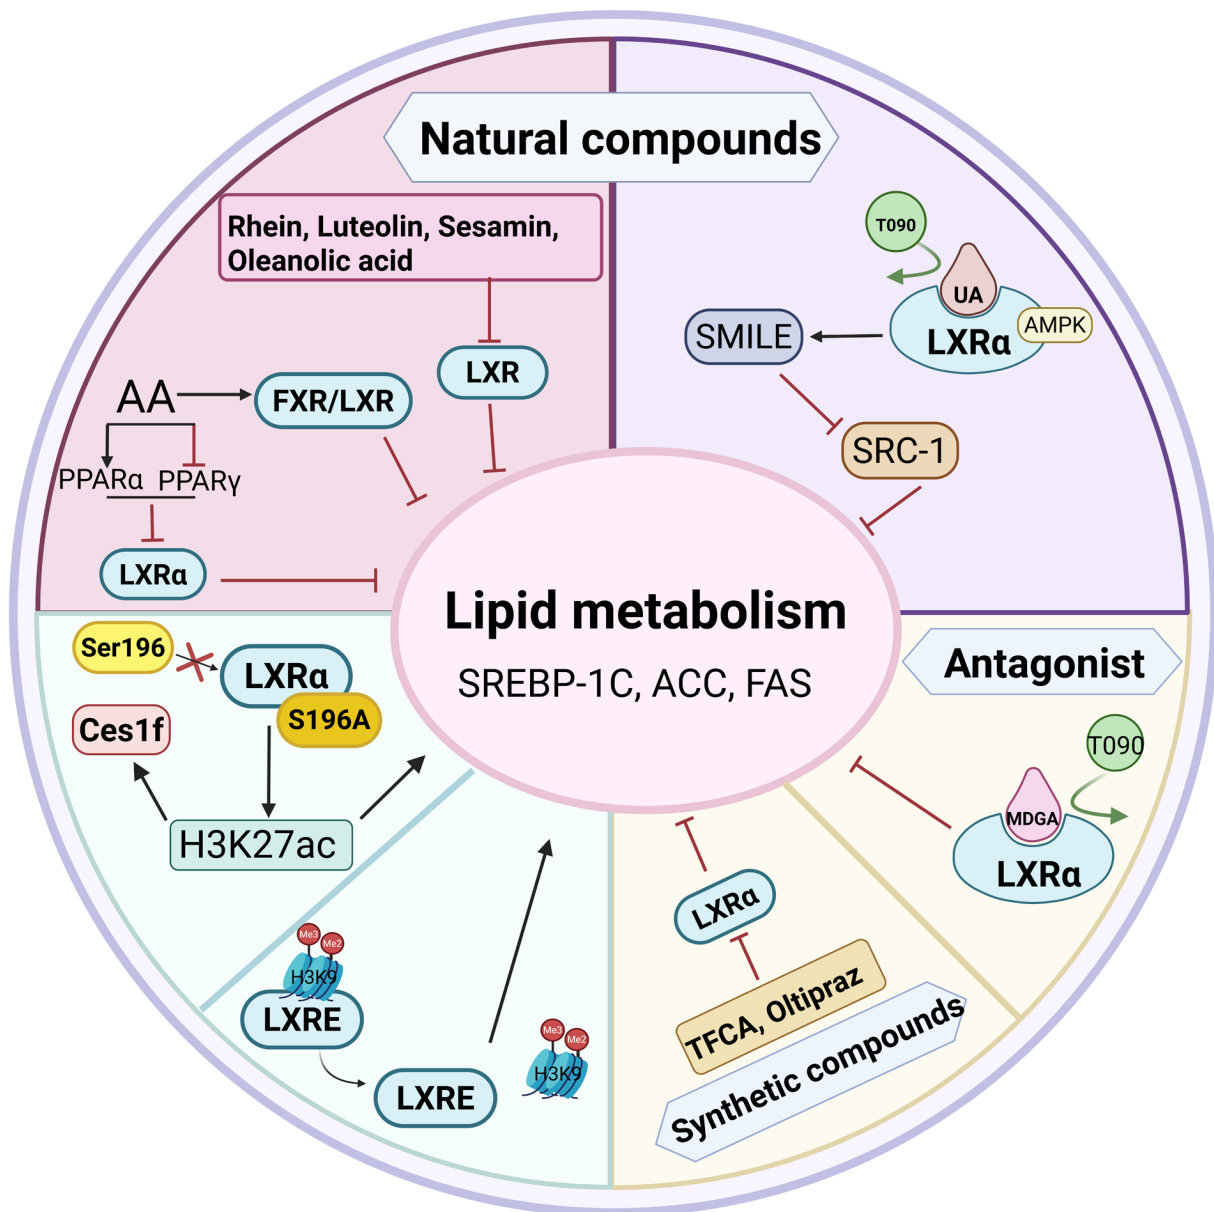 Natural compounds
Rhein, Luteolin, Sesamin,
Oleanolic acid
LXR
AA
FXR/LXR
PPARα
PPARγ
LXRα
T090
UA
LXRα
AMPK
SMILE
SRC-1
Lipid metabolism
SREBP-1C, ACC, FAS
Ser196
LXRα
S196A
Ces1f
H3K27ac
Me3
Me2
H3K9
LXRE
LXRE
Me3
Me2
H3K9
Antagonist
T090
MDGA
LXRα
LXRα
TFCA, Oltipraz
Synthetic compounds